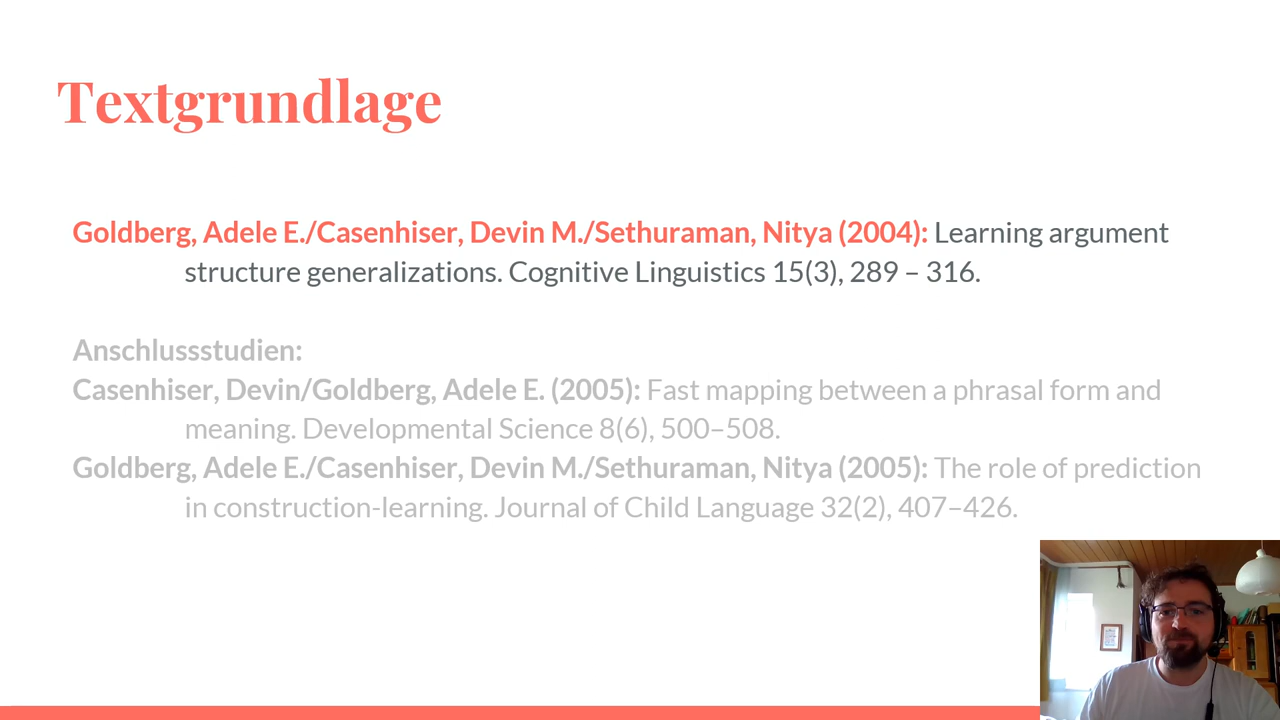 Textgrundlage
Goldberg, Adele E./Casenhiser, Devin M./Sethuraman, Nitya (2004): Learning argument
structure generalizations. Cognitive Linguistics 15(3), 289 – 316.
Anschlussstudien:
Casenhiser, Devin/Goldberg, Adele E. (2005): Fast mapping between a phrasal form and
meaning. Developmental Science 8(6), 500–508.
Goldberg, Adele E./Casenhiser, Devin M./Sethuraman, Nitya (2005): The role of prediction
in construction-learning. Journal of Child Language 32(2), 407–426.